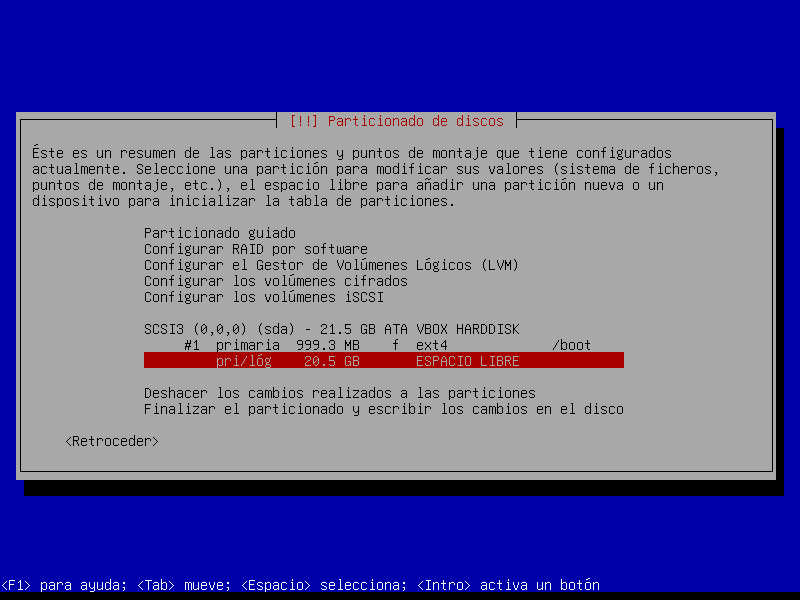 [!!] Particionado de discos
Éste es un resumen de las particiones y puntos de montaje que tiene configurados
actualmente. Seleccione una partición para modificar sus valores (sistema de ficheros,
puntos de montaje, etc.), el espacio libre para añadir una partición nueva o un
dispositivo para inicializar la tabla de particiones.
Particionado guiado
Configurar RAID por software
Configurar el Gestor de Volúmenes Lógicos (LVM)
Configurar los volúmenes cifrados
Configurar los volúmenes iSCSI
SCSI3 (0,0,0) (sda) - 21.5 GB ATA VBOX HARDDISK
#1 primaria 999.3 MB f ext4 /boot
pri/lóg 20.5 GB ESPACIO LIBRE
Deshacer los cambios realizados a las particiones
Finalizar el particionado y escribir los cambios en el disco
<Retroceder>
<F1> para ayuda; <Tab> mueve; <Espacio> selecciona; <Intro> activa un botón